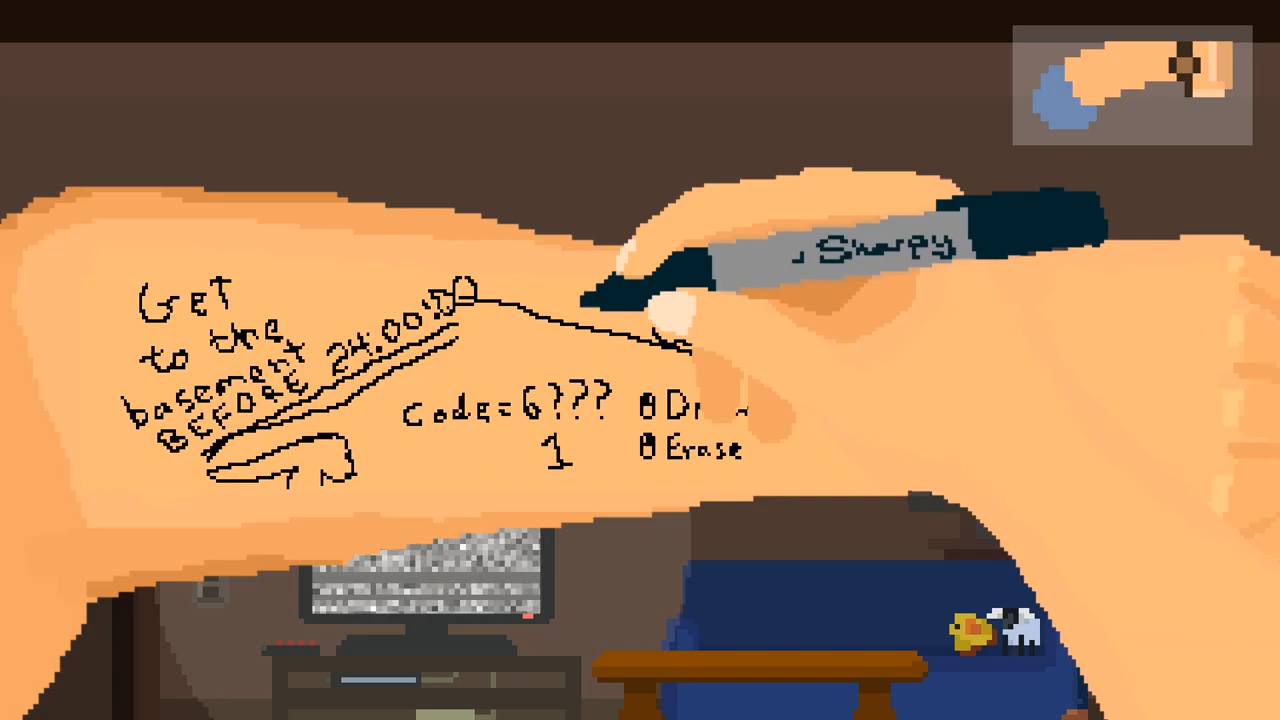 Get
to the
basement
BEFORE 24:00!
Code=6???
1
Erase
Sharpy